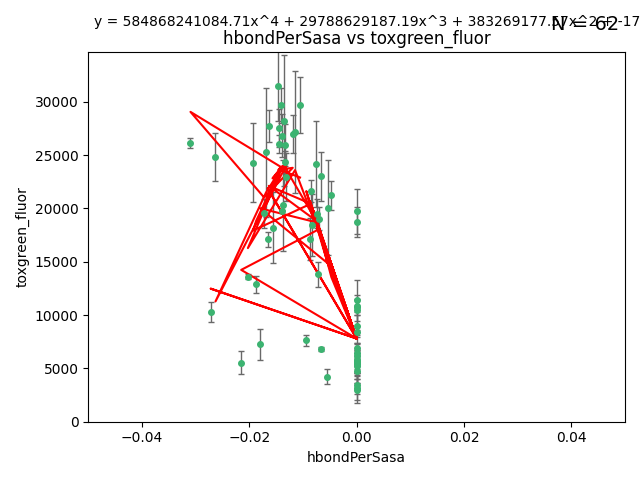 y = 584868241084.71x^4 + 29788629187.19x^3 + 383269177.57x^2 + -17
N = 62
hbondPerSasa vs toxgreen_fluor
30000
25000
20000
15000
10000
5000
0
toxgreen_fluor
−0.04
−0.02
0.00
0.02
0.04
hbondPerSasa